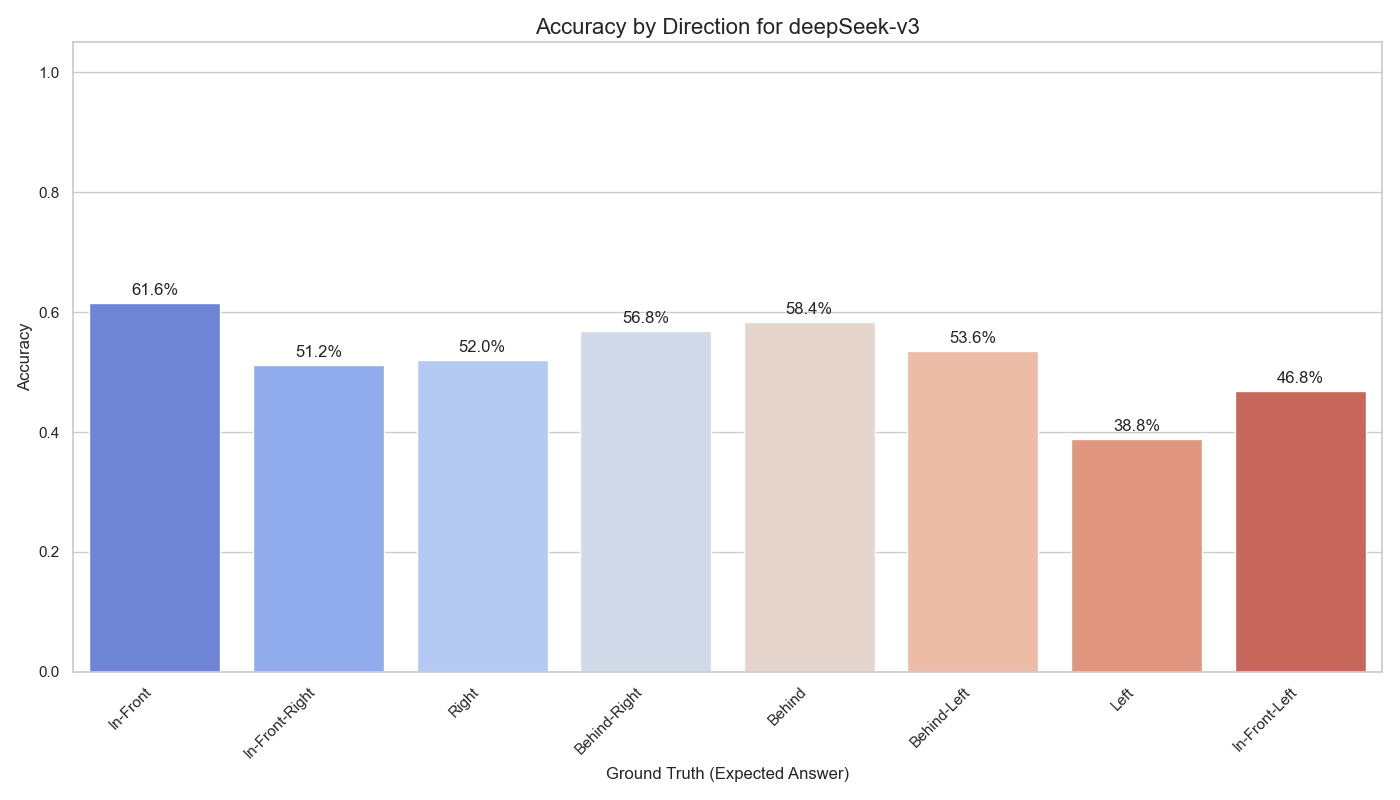 Accuracy by Direction for deepSeek-v3
1.0
0.8
0.6
0.4
0.2
0.0
Accuracy
61.6%
51.2%
52.0%
56.8%
58.4%
53.6%
38.8%
46.8%
In-Front
In-Front-Right
Right
Behind-Right
Behind
Behind-Left
Left
In-Front-Left
Ground Truth (Expected Answer)